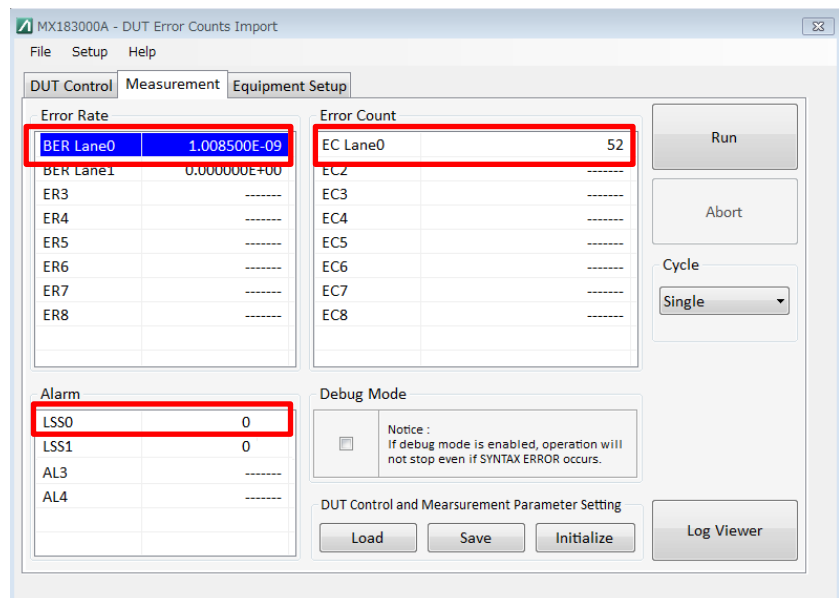 MX183000A - DUT Error Counts Import
File Setup Help
DUT Control Measurement Equipment Setup
Error Rate
BER Lane0 1.008500E-09
BER Lane1 0.000000E+00
ER3 -------
ER4 -------
ER5 -------
ER6 -------
ER7 -------
ER8 -------
Error Count
EC Lane0 52
EC2 -------
EC3 -------
EC4 -------
EC5 -------
EC6 -------
EC7 -------
EC8 -------
Run
Abort
Cycle
Single
Alarm
LSS0 0
LSS1 0
AL3 -------
AL4 -------
Debug Mode
Notice :
If debug mode is enabled, operation will
not stop even if SYNTAX ERROR occurs.
DUT Control and Mearsurement Parameter Setting
Load Save Initialize
Log Viewer